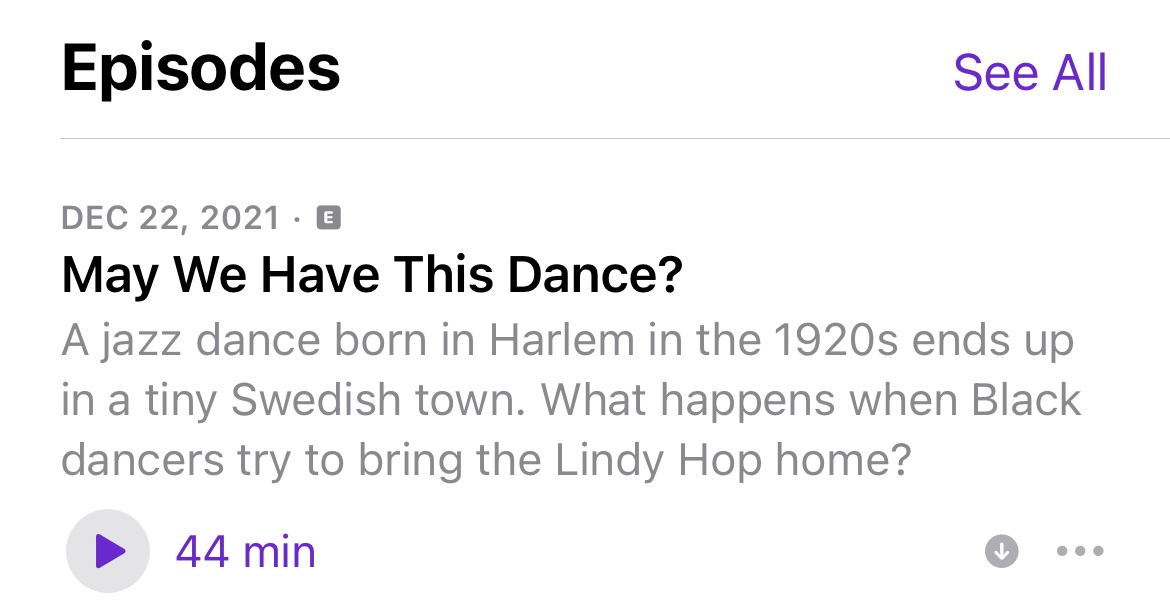 Episodes
See All
DEC 22, 2021 · E
May We Have This Dance?
A jazz dance born in Harlem in the 1920s ends up
in a tiny Swedish town. What happens when Black
dancers try to bring the Lindy Hop home?
44 min